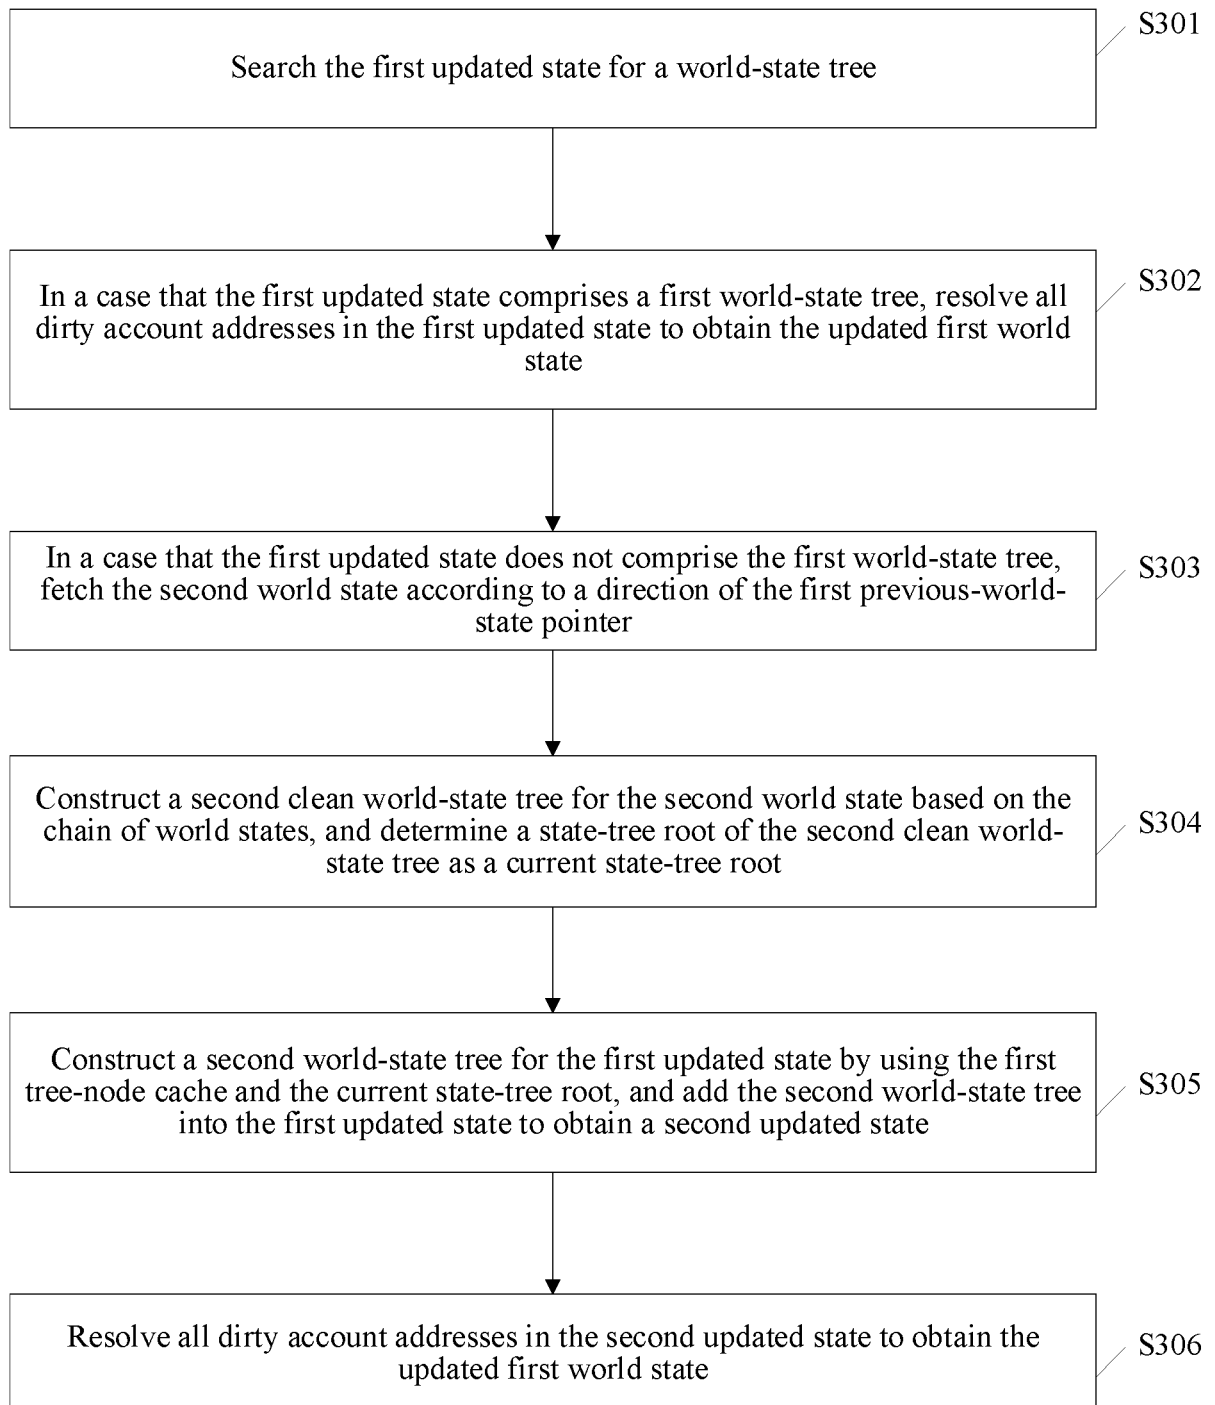 S301
Search the first updated state for a world-state tree
S302
In a case that the first updated state comprises a first world-state tree, resolve all
dirty account addresses in the first updated state to obtain the updated first world
state
S303
In a case that the first updated state does not comprise the first world-state tree,
fetch the second world state according to a direction of the first previous-world-
state pointer
S304
Construct a second clean world-state tree for the second world state based on the
chain of world states, and determine a state-tree root of the second clean world-
state tree as a current state-tree root
S305
Construct a second world-state tree for the first updated state by using the first
tree-node cache and the current state-tree root, and add the second world-state tree
into the first updated state to obtain a second updated state
S306
Resolve all dirty account addresses in the second updated state to obtain the
updated first world state